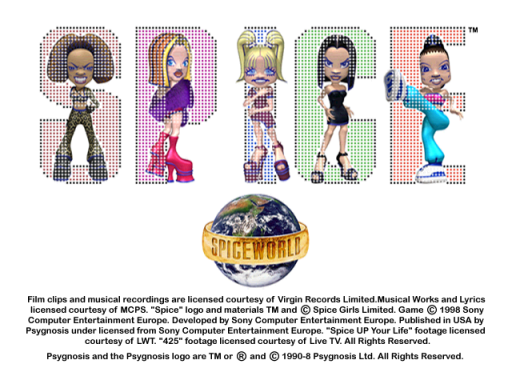 SPICE™
SPICEWORLD
Film clips and musical recordings are licensed courtesy of Virgin Records Limited.Musical Works and Lyrics
licensed courtesy of MCPS. "Spice" logo and materials TM and © Spice Girls Limited. Game © 1998 Sony
Computer Entertainment Europe. Developed by Sony Computer Entertainment Europe. Published in USA by
Psygnosis under licensed from Sony Computer Entertainment Europe. "Spice UP Your Life" footage licensed
courtesy of LWT. "425" footage licensed courtesy of Live TV. All Rights Reserved.
Psygnosis and the Psygnosis logo are TM or ® and © 1990-8 Psygnosis Ltd. All Rights Reserved.